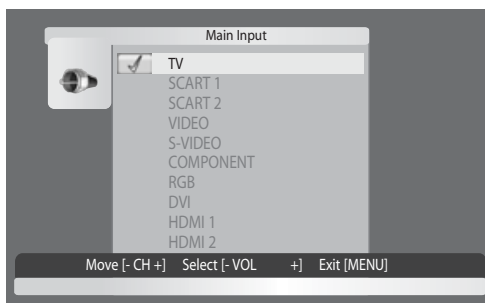 Main Input
TV
SCART 1
SCART 2
VIDEO
S-VIDEO
COMPONENT
RGB
DVI
HDMI 1
HDMI 2
Move [- CH +] Select [- VOL +] Exit [MENU]